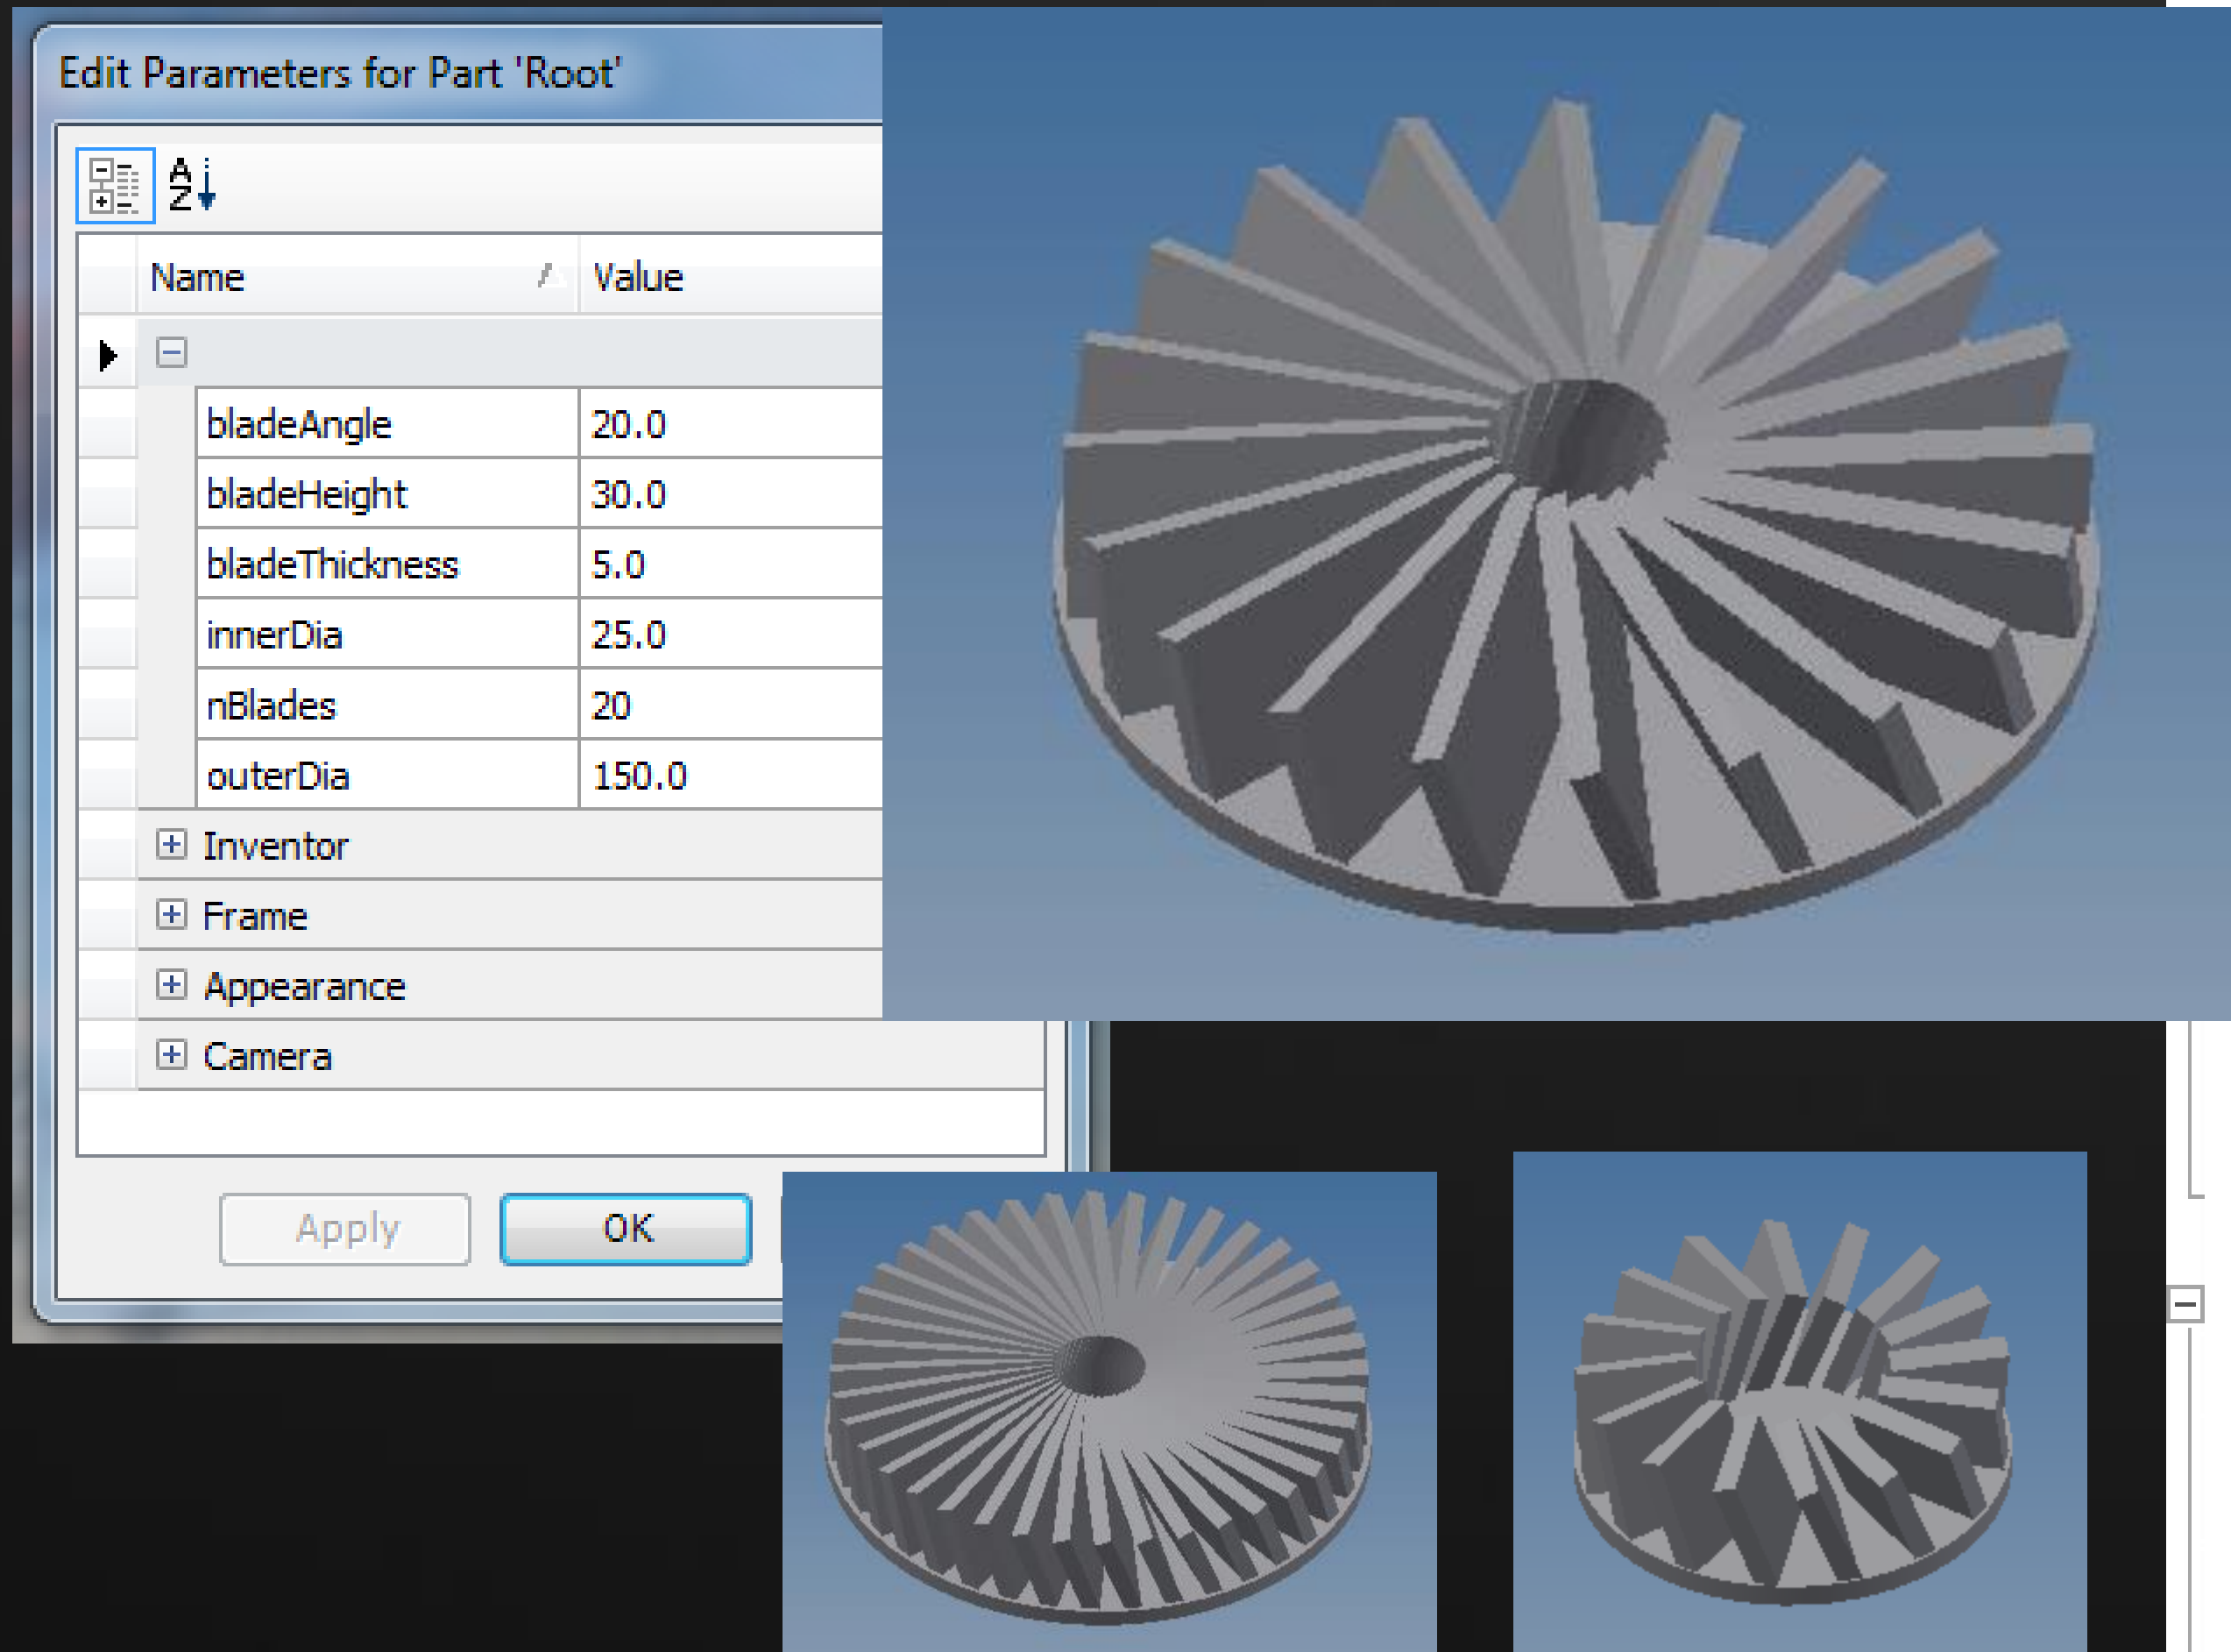 Edit Parameters for Part 'Root'
A
Z
Name Value
bladeAngle 20.0
bladeHeight 30.0
bladeThickness 5.0
innerDia 25.0
nBlades 20
outerDia 150.0
Inventor
Frame
Appearance
Camera
Apply OK